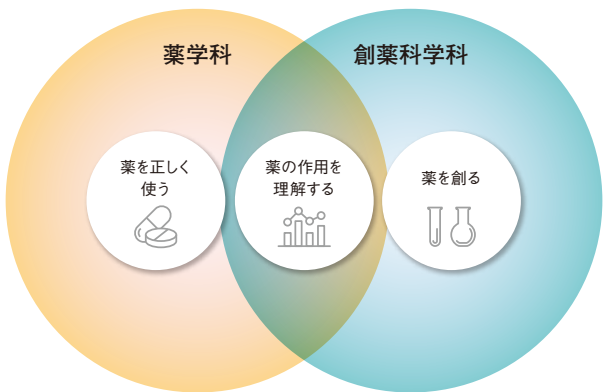 薬学科
創薬科学科
薬を正しく
使う
薬の作用を
理解する
薬を創る